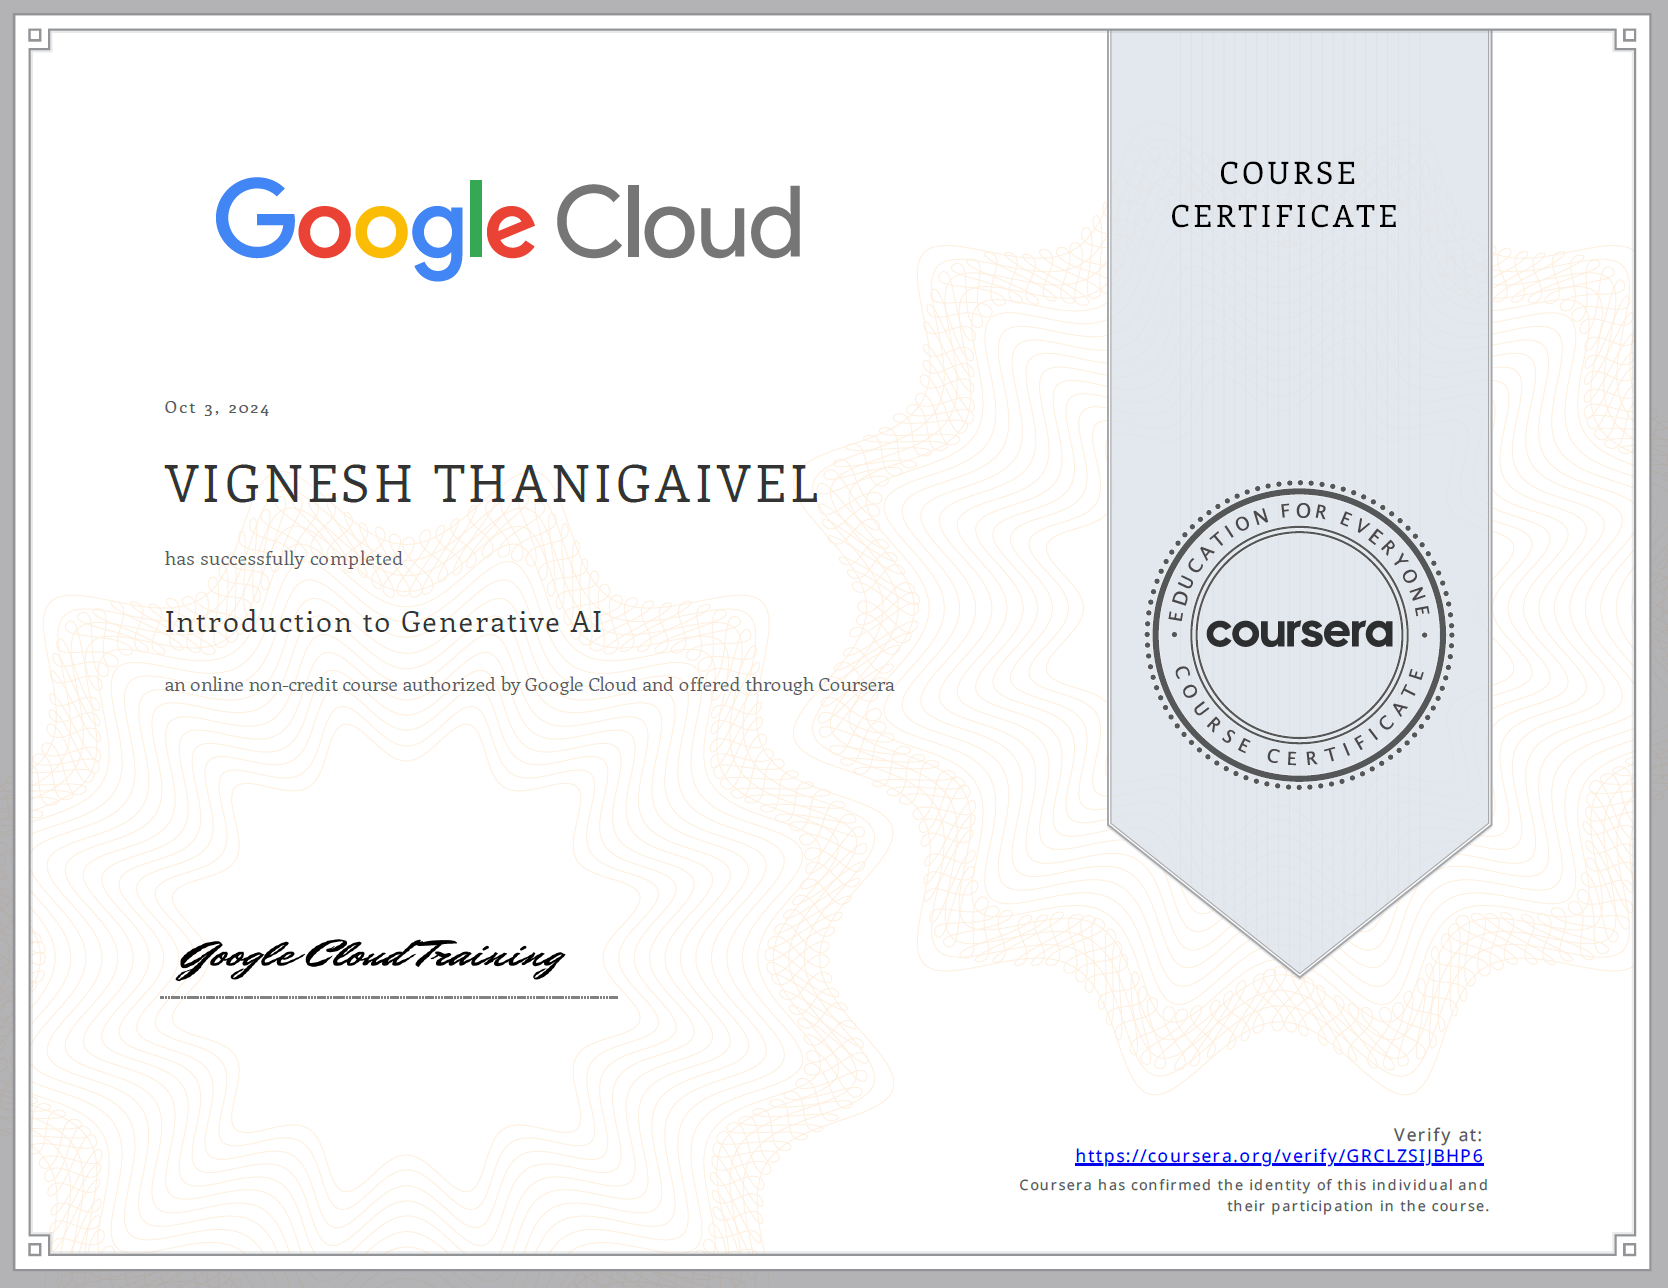 Google Cloud
COURSE
CERTIFICATE
Oct 3, 2024
VIGNESH THANIGAIVEL
has successfully completed
Introduction to Generative AI
an online non-credit course authorized by Google Cloud and offered through Coursera
EDUCATION FOR EVERYONE
coursera
COURSE CERTIFICATE
Google Cloud Training
Verify at:
https://coursera.org/verify/GRCLZSIJBHP6
Coursera has confirmed the identity of this individual and
their participation in the course.